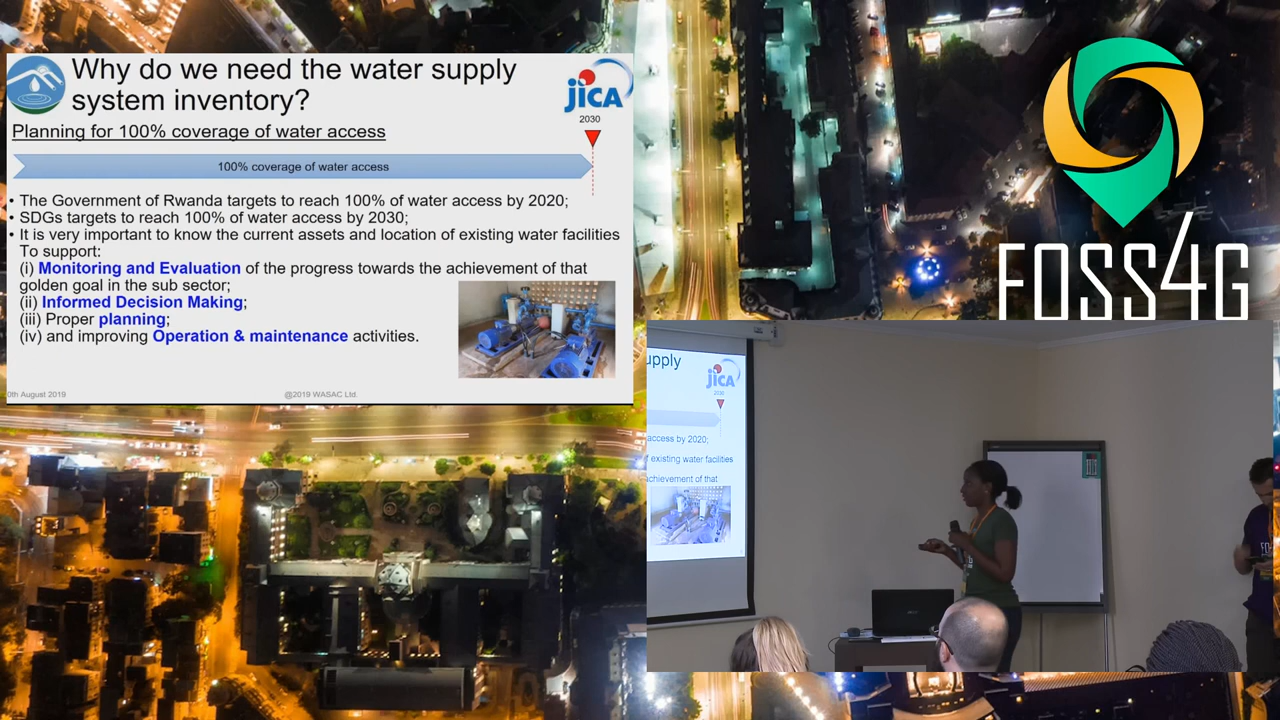 Why do we need the water supply
system inventory?
jicA
2030
Planning for 100% coverage of water access
100% coverage of water access
• The Government of Rwanda targets to reach 100% of water access by 2020;
• SDGs targets to reach 100% of water access by 2030;
• It is very important to know the current assets and location of existing water facilities
To support:
(i) Monitoring and Evaluation of the progress towards the achievement of that
golden goal in the sub sector;
(ii) Informed Decision Making;
(iii) Proper planning;
(iv) and improving Operation & maintenance activities.
0th August 2019
@2019 WASAC Ltd.
FOSS4G
upply
jicA
2030
access by 2020;
f existing water facilities
achievement of that